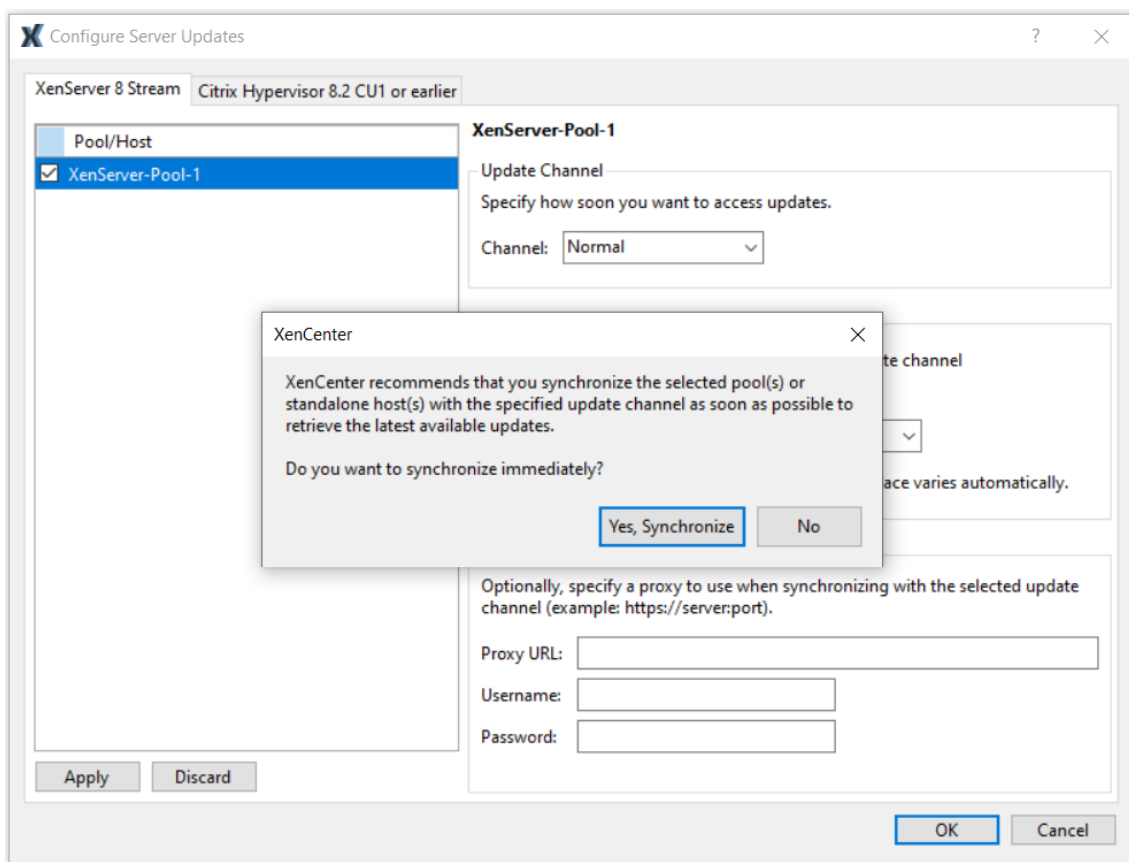 Configure Server Updates
XenServer 8 Stream
Citrix Hypervisor 8.2 CU1 or earlier
Pool/Host
XenServer-Pool-1
XenServer-Pool-1
Update Channel
Specify how soon you want to access updates.
Channel: Normal
te channel
ace varies automatically.
XenCenter
XenCenter recommends that you synchronize the selected pool(s) or
standalone host(s) with the specified update channel as soon as possible to
retrieve the latest available updates.
Do you want to synchronize immediately?
Yes, Synchronize
No
Optionally, specify a proxy to use when synchronizing with the selected update
channel (example: https://server:port).
Proxy URL:
Username:
Password:
Apply
Discard
OK
Cancel